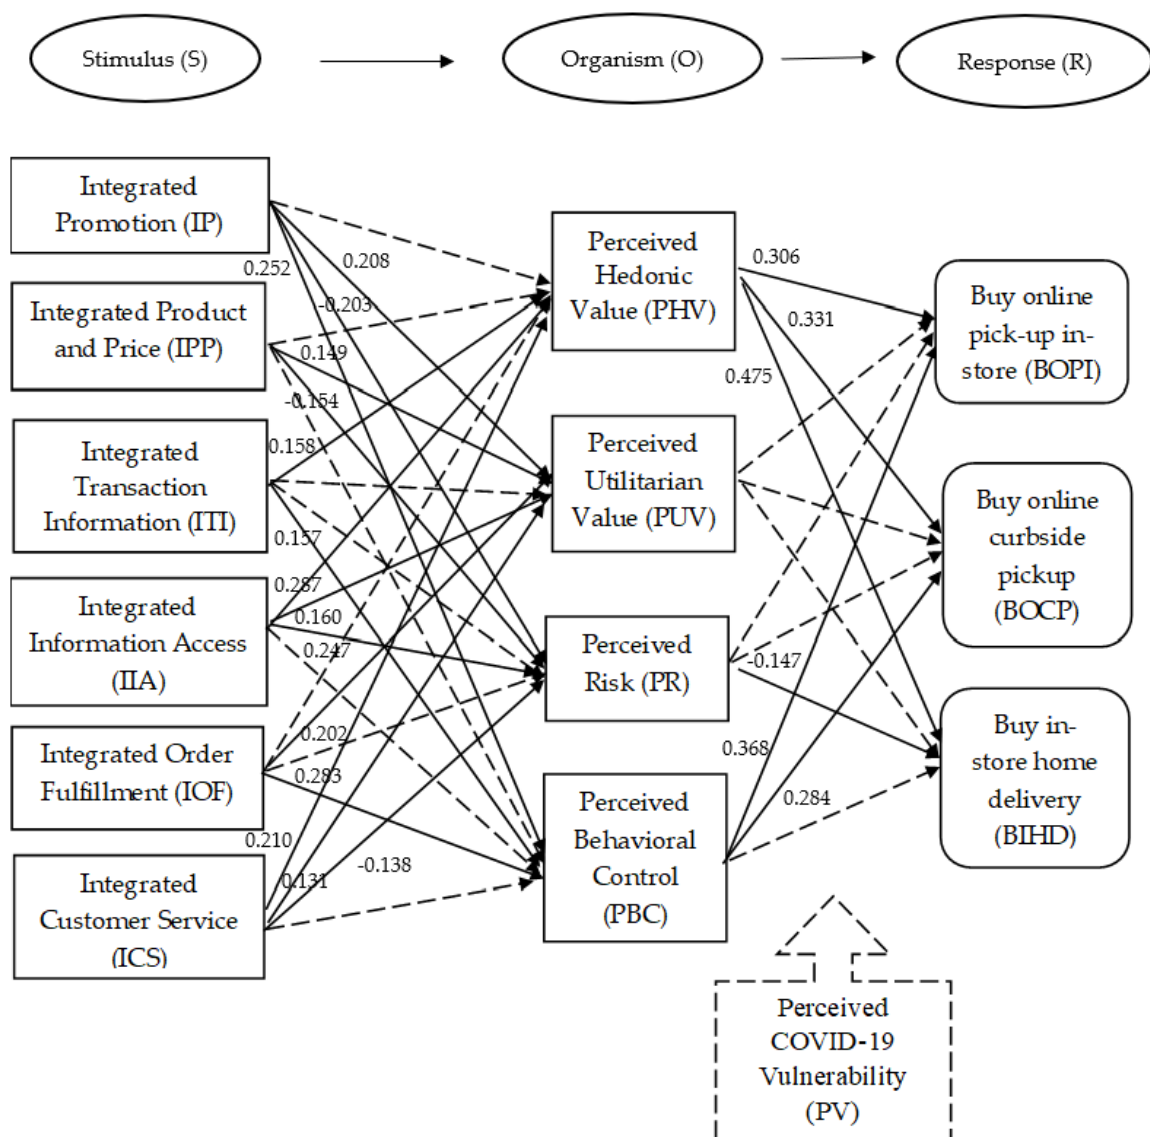 Stimulus (S)
Organism (O)
Response (R)
Integrated
Promotion (IP)
Integrated Product
and Price (IPP)
Integrated
Transaction
Information (ITI)
Integrated
Information Access
(IIA)
Integrated Order
Fulfillment (IOF)
Integrated
Customer Service
(ICS)
0.252
0.208
-0.203
0.149
-0.154
0.158
0.157
0.287
0.160
0.247
0.202
0.283
0.210
0.131
-0.138
Perceived
Hedonic
Value (PHV)
Perceived
Utilitarian
Value (PUV)
Perceived
Risk (PR)
Perceived
Behavioral
Control
(PBC)
0.306
0.331
0.475
-0.147
0.368
0.284
Buy online
pick-up in-
store (BOPI)
Buy online
curbside
pickup
(BOCP)
Buy in-
store home
delivery
(BIHD)
Perceived
COVID-19
Vulnerability
(PV)